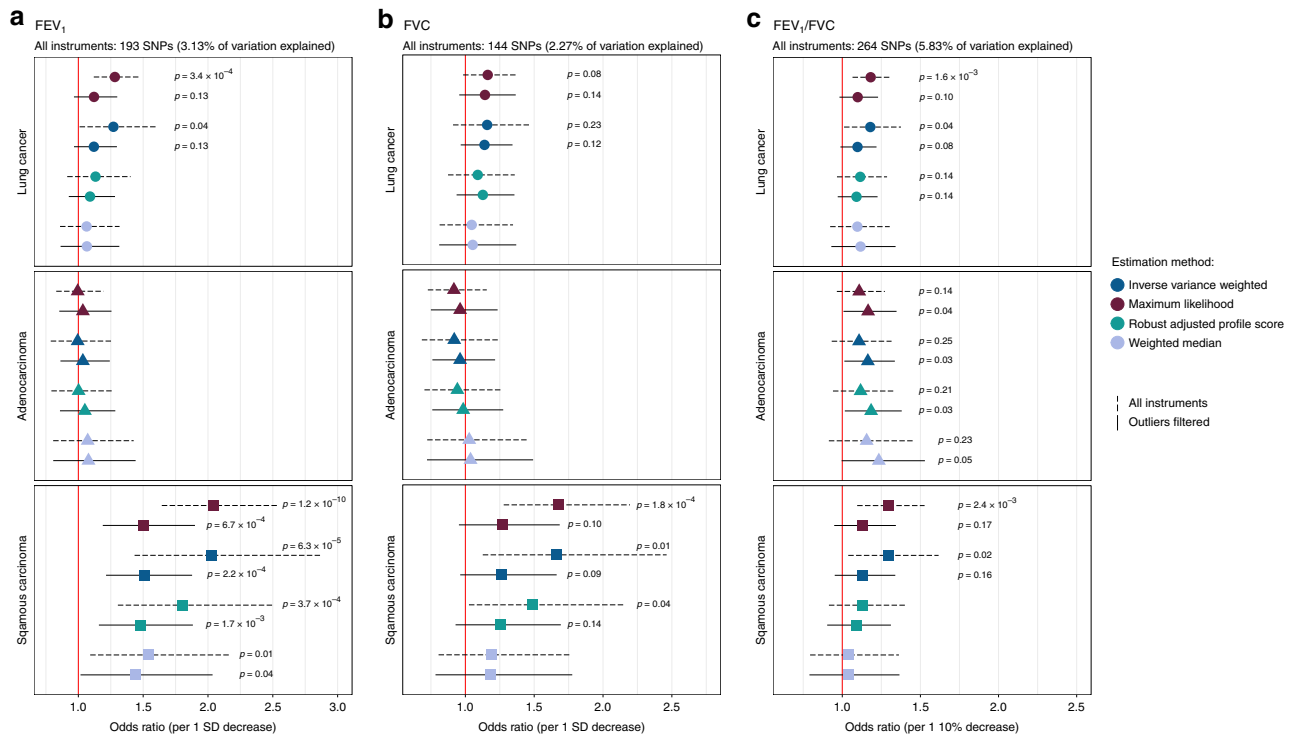 a
FEV1
All instruments: 193 SNPs (3.13% of variation explained)
Lung cancer
p = 3.4 × 10−4
p = 0.13
p = 0.04
p = 0.13
Adenocarcinoma
Sqamous carcinoma
p = 1.2 × 10−10
p = 6.7 × 10−4
p = 6.3 × 10−5
p = 2.2 × 10−4
p = 3.7 × 10−4
p = 1.7 × 10−3
p = 0.01
p = 0.04
1.0 1.5 2.0 2.5 3.0
Odds ratio (per 1 SD decrease)
b
FVC
All instruments: 144 SNPs (2.27% of variation explained)
Lung cancer
p = 0.08
p = 0.14
p = 0.23
p = 0.12
Adenocarcinoma
Sqamous carcinoma
p = 1.8 × 10−4
p = 0.10
p = 0.01
p = 0.09
p = 0.04
p = 0.14
1.0 1.5 2.0 2.5
Odds ratio (per 1 SD decrease)
c
FEV1/FVC
All instruments: 264 SNPs (5.83% of variation explained)
Lung cancer
p = 1.6 × 10−3
p = 0.10
p = 0.04
p = 0.08
p = 0.14
p = 0.14
Adenocarcinoma
p = 0.14
p = 0.04
p = 0.25
p = 0.03
p = 0.21
p = 0.03
p = 0.23
p = 0.05
Sqamous carcinoma
p = 2.4 × 10−3
p = 0.17
p = 0.02
p = 0.16
1.0 1.5 2.0 2.5
Odds ratio (per 1 10% decrease)
Estimation method:
Inverse variance weighted
Maximum likelihood
Robust adjusted profile score
Weighted median
All instruments
Outliers filtered